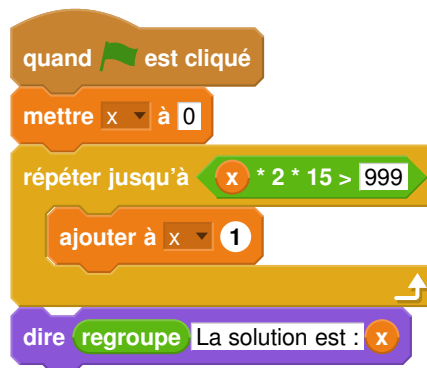 quand est cliqué
mettre x à 0
répéter jusqu'à x * 2 * 15 > 999
ajouter à x 1
dire regroupe La solution est : x